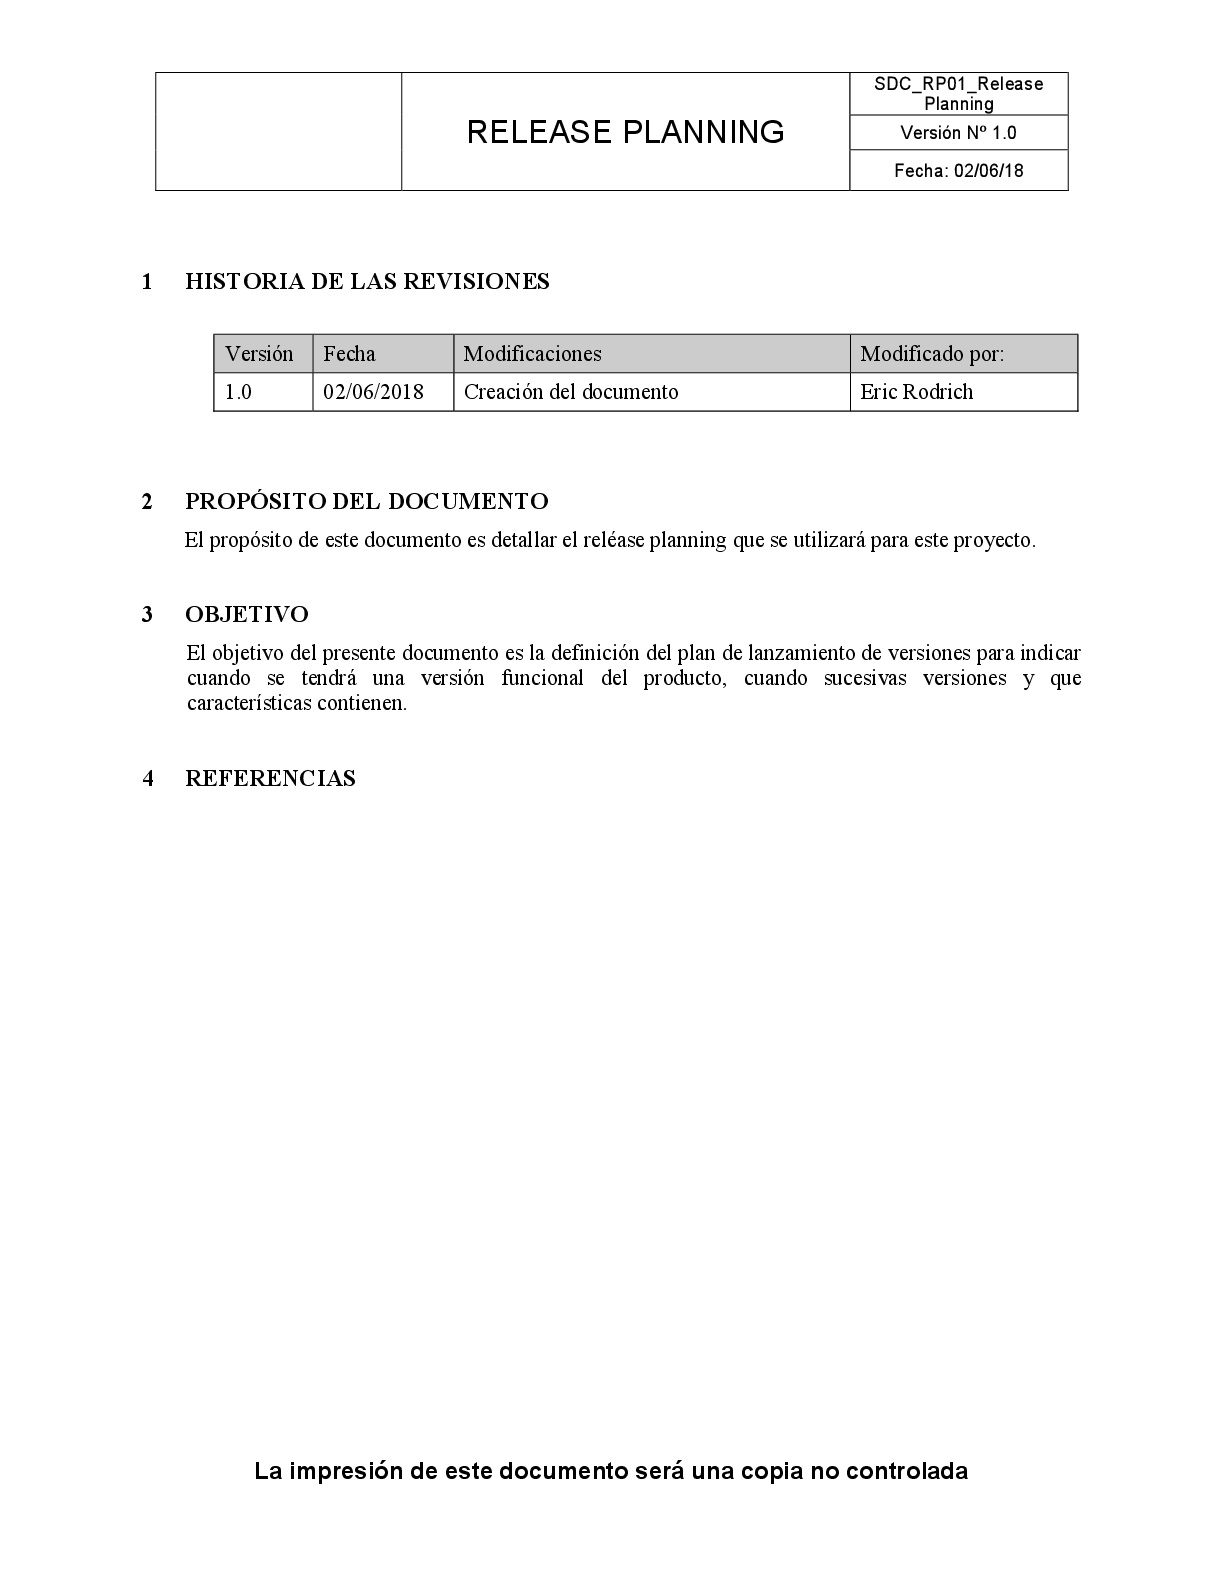 RELEASE PLANNING
SDC_RP01_Release
Planning
Versión Nº 1.0
Fecha: 02/06/18
1 HISTORIA DE LAS REVISIONES
Versión Fecha Modificaciones Modificado por:
1.0 02/06/2018 Creación del documento Eric Rodrich
2 PROPÓSITO DEL DOCUMENTO
El propósito de este documento es detallar el reléase planning que se utilizará para este proyecto.
3 OBJETIVO
El objetivo del presente documento es la definición del plan de lanzamiento de versiones para indicar
cuando se tendrá una versión funcional del producto, cuando sucesivas versiones y que
características contienen.
4 REFERENCIAS
La impresión de este documento será una copia no controlada